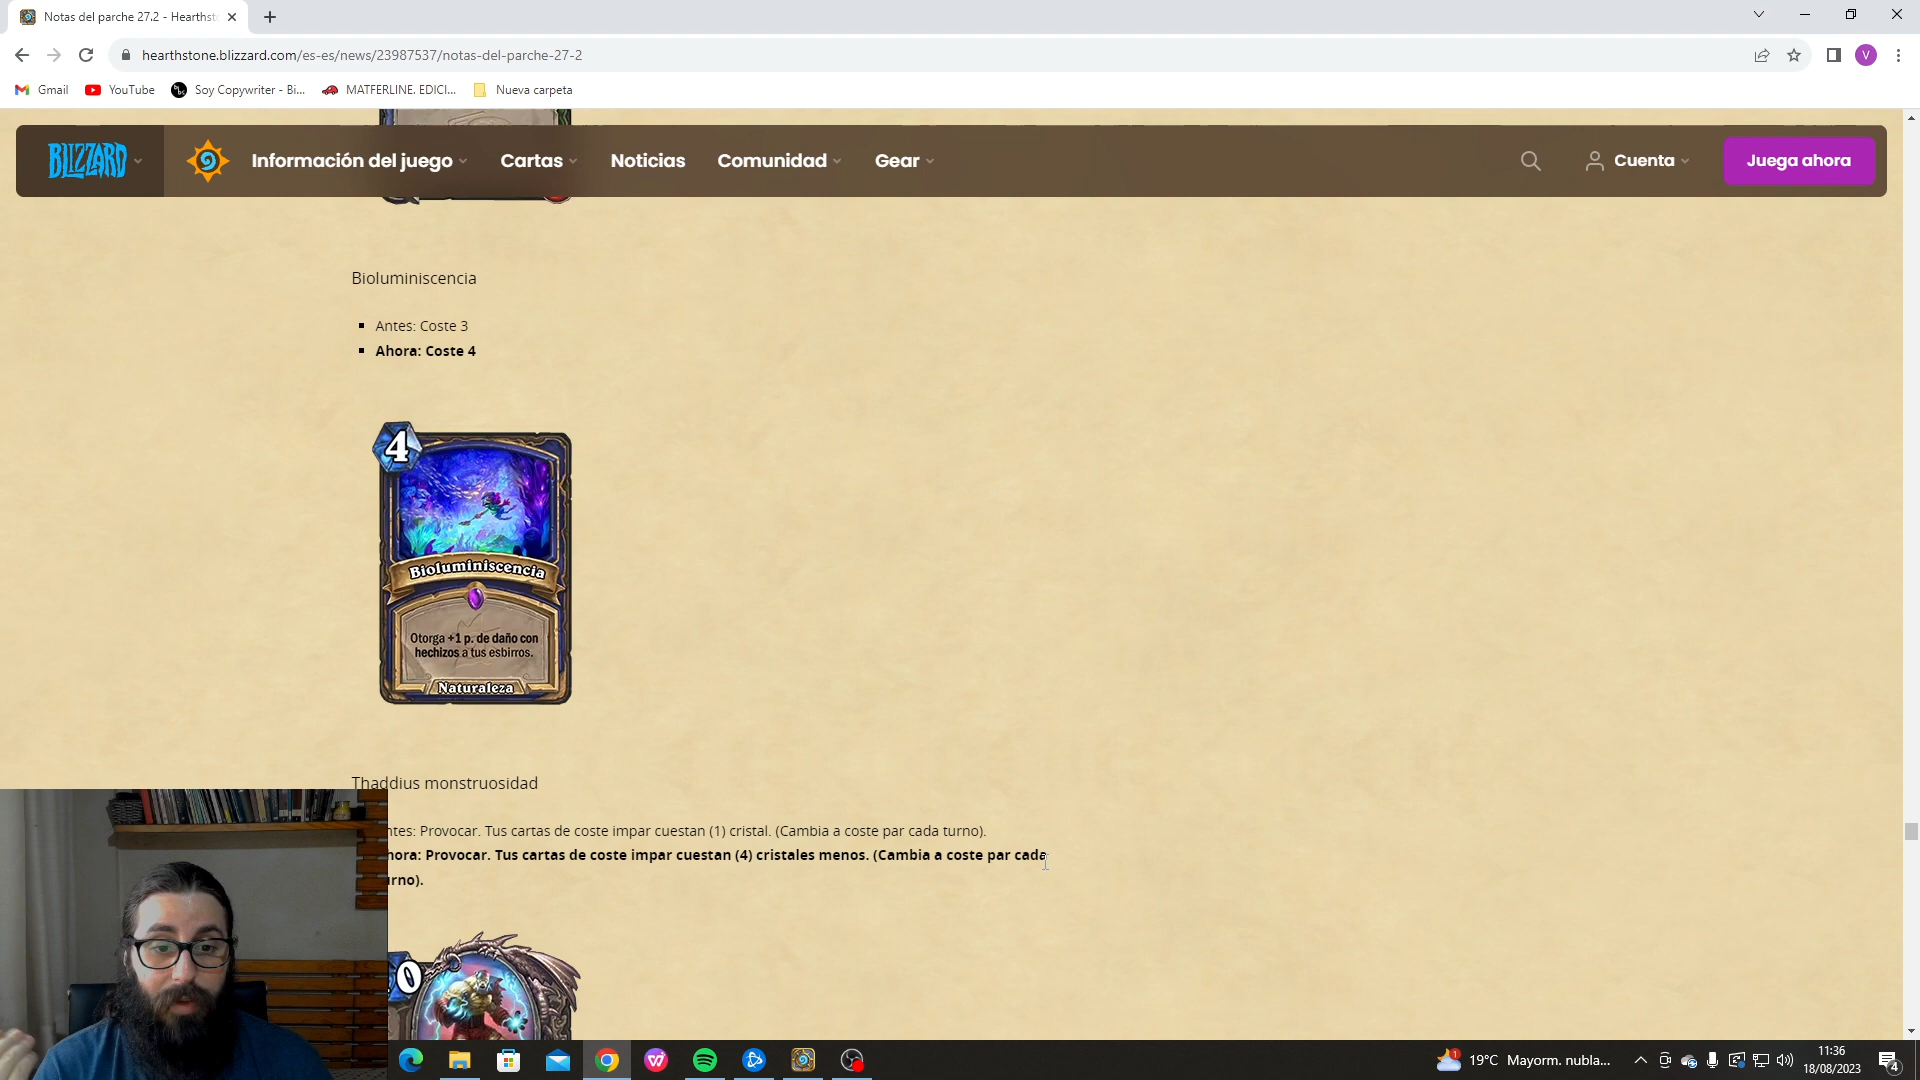 Notas del parche 27.2 - Hearthst
hearthstone.blizzard.com/es-es/news/23987537/notas-del-parche-27-2
V
Gmail
YouTube
Soy Copywriter - Bi...
MATFERLINE. EDICI...
Nueva carpeta
BLIZZARD
Información del juego
Cartas
Noticias
Comunidad
Gear
Cuenta
Juega ahora
Bioluminiscencia
Antes: Coste 3
Ahora: Coste 4
4
Bioluminiscencia
Otorga +1 p. de daño con
hechizos a tus esbirros.
Naturaleza
Thaddius monstruosidad
ntes: Provocar. Tus cartas de coste impar cuestan (1) cristal. (Cambia a coste par cada turno).
hora: Provocar. Tus cartas de coste impar cuestan (4) cristales menos. (Cambia a coste par cada
urno).
0
1
19°C Mayorm. nubla...
11:36
18/08/2023
4